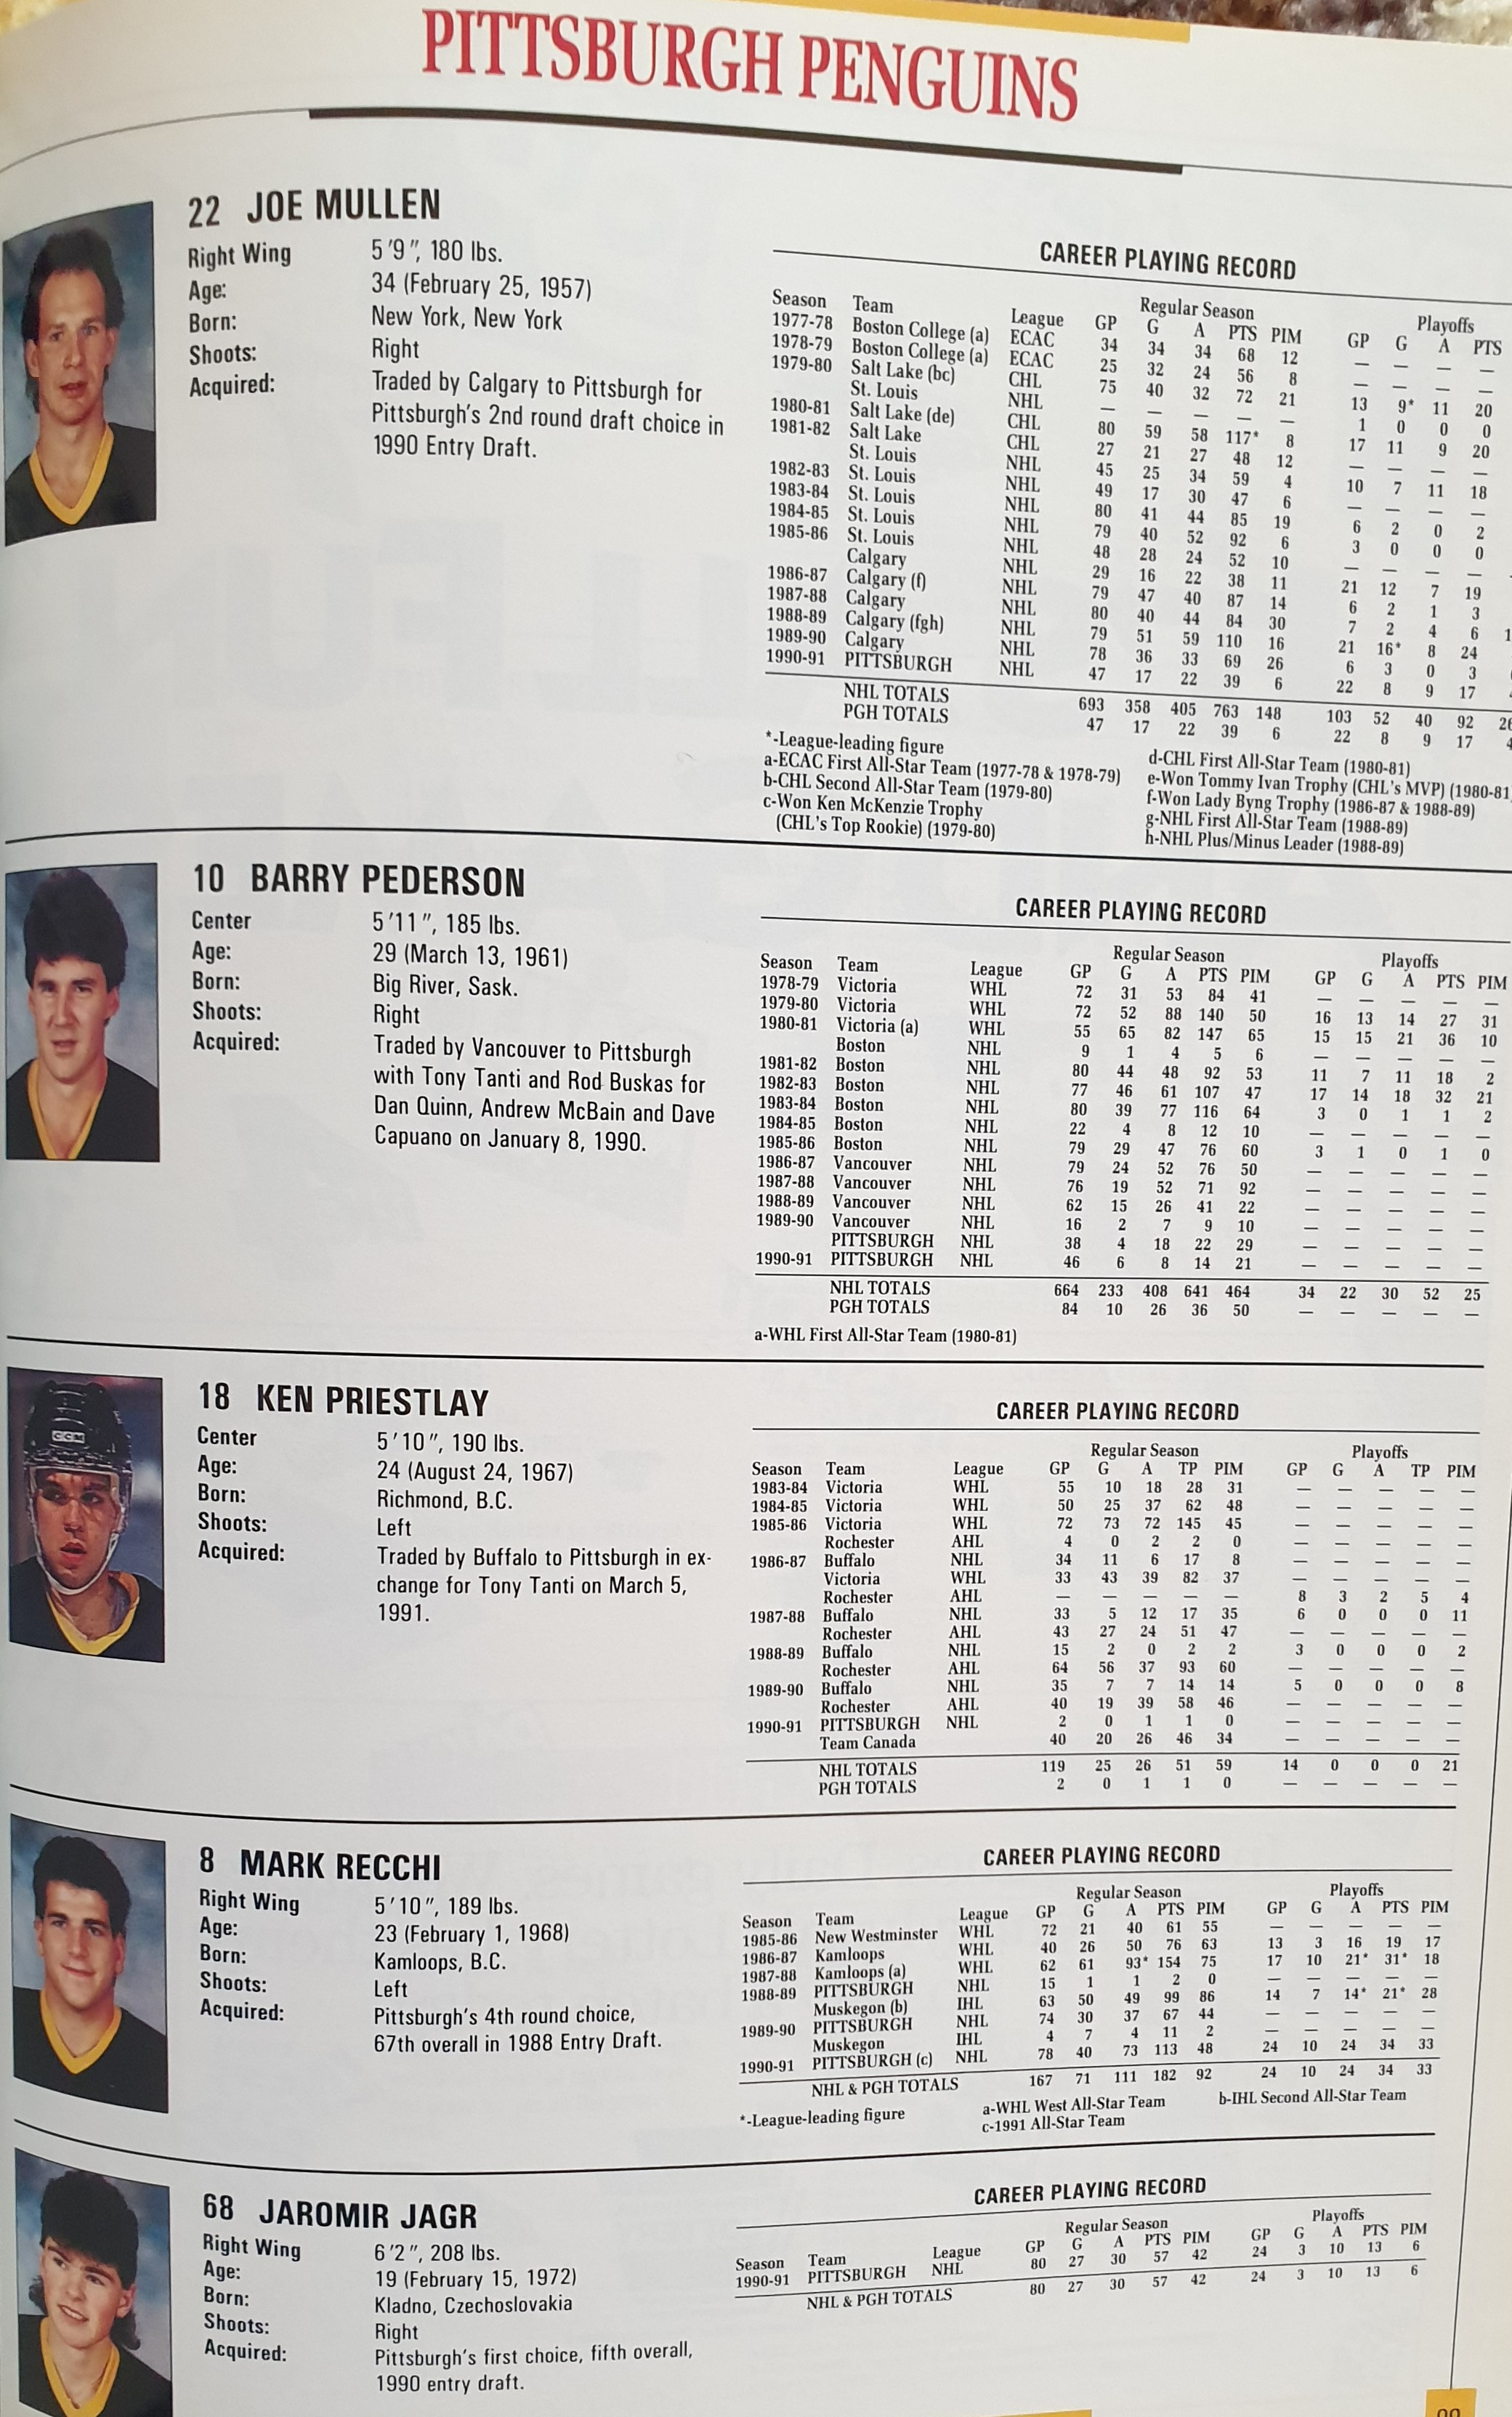 PITTSBURGH PENGUINS
22 JOE MULLEN
Right Wing 5'9", 180 lbs.
Age: 34 (February 25, 1957)
Born: New York, New York
Shoots: Right
Acquired: Traded by Calgary to Pittsburgh for
Pittsburgh's 2nd round draft choice in
1990 Entry Draft.
CAREER PLAYING RECORD
Regular Season Playoffs
Season Team League GP G A PTS PIM GP G A PTS
1977-78 Boston College (a) ECAC 34 34 34 68 12 — — — —
1978-79 Boston College (a) ECAC 25 32 24 56 8 — — — —
1979-80 Salt Lake (bc) CHL 75 40 32 72 21 13 9* 11 20
St. Louis NHL — — — — — 1 0 0 0
1980-81 Salt Lake (de) CHL 80 59 58 117* 8 17 11 9 20
1981-82 Salt Lake CHL 27 21 27 48 12 — — — —
St. Louis NHL 45 25 34 59 4 10 7 11 18
1982-83 St. Louis NHL 49 17 30 47 6 — — — —
1983-84 St. Louis NHL 80 41 44 85 19 6 2 0 2
1984-85 St. Louis NHL 79 40 52 92 6 3 0 0 0
1985-86 St. Louis NHL 48 28 24 52 10 — — — —
Calgary NHL 29 16 22 38 11 21 12 7 19
1986-87 Calgary (f) NHL 79 47 40 87 14 6 2 1 3
1987-88 Calgary NHL 80 40 44 84 30 7 2 4 6
1988-89 Calgary (fgh) NHL 79 51 59 110 16 21 16* 8 24
1989-90 Calgary NHL 78 36 33 69 26 6 3 0 3
1990-91 PITTSBURGH NHL 47 17 22 39 6 22 8 9 17
NHL TOTALS 693 358 405 763 148 103 52 40 92
PGH TOTALS 47 17 22 39 6 22 8 9 17
*-League-leading figure
a-ECAC First All-Star Team (1977-78 & 1978-79)
b-CHL Second All-Star Team (1979-80)
c-Won Ken McKenzie Trophy
(CHL's Top Rookie) (1979-80)
d-CHL First All-Star Team (1980-81)
e-Won Tommy Ivan Trophy (CHL's MVP) (1980-81
f-Won Lady Byng Trophy (1986-87 & 1988-89)
g-NHL First All-Star Team (1988-89)
h-NHL Plus/Minus Leader (1988-89)
10 BARRY PEDERSON
Center 5'11", 185 lbs.
Age: 29 (March 13, 1961)
Born: Big River, Sask.
Shoots: Right
Acquired: Traded by Vancouver to Pittsburgh
with Tony Tanti and Rod Buskas for
Dan Quinn, Andrew McBain and Dave
Capuano on January 8, 1990.
CAREER PLAYING RECORD
Regular Season Playoffs
Season Team League GP G A PTS PIM GP G A PTS PIM
1978-79 Victoria WHL 72 31 53 84 41 — — — — —
1979-80 Victoria WHL 72 52 88 140 50 16 13 14 27 31
1980-81 Victoria (a) WHL 55 65 82 147 65 15 15 21 36 10
Boston NHL 9 1 4 5 6 — — — — —
1981-82 Boston NHL 80 44 48 92 53 11 7 11 18 2
1982-83 Boston NHL 77 46 61 107 47 17 14 18 32 21
1983-84 Boston NHL 80 39 77 116 64 3 0 1 1 2
1984-85 Boston NHL 22 4 8 12 10 — — — — —
1985-86 Boston NHL 79 29 47 76 60 3 1 0 1 0
1986-87 Vancouver NHL 79 24 52 76 50 — — — — —
1987-88 Vancouver NHL 76 19 52 71 92 — — — — —
1988-89 Vancouver NHL 62 15 26 41 22 — — — — —
1989-90 Vancouver NHL 16 2 7 9 10 — — — — —
PITTSBURGH NHL 38 4 18 22 29 — — — — —
1990-91 PITTSBURGH NHL 46 6 8 14 21 — — — — —
NHL TOTALS 664 233 408 641 464 34 22 30 52 25
PGH TOTALS 84 10 26 36 50 — — — — —
a-WHL First All-Star Team (1980-81)
18 KEN PRIESTLAY
Center 5'10", 190 lbs.
Age: 24 (August 24, 1967)
Born: Richmond, B.C.
Shoots: Left
Acquired: Traded by Buffalo to Pittsburgh in ex-
change for Tony Tanti on March 5,
1991.
CCM
CAREER PLAYING RECORD
Regular Season Playoffs
Season Team League GP G A TP PIM GP G A TP PIM
1983-84 Victoria WHL 55 10 18 28 31 — — — — —
1984-85 Victoria WHL 50 25 37 62 48 — — — — —
1985-86 Victoria WHL 72 73 72 145 45 — — — — —
Rochester AHL 4 0 2 2 0 — — — — —
1986-87 Buffalo NHL 34 11 6 17 8 — — — — —
Victoria WHL 33 43 39 82 37 — — — — —
Rochester AHL — — — — — 8 3 2 5 4
1987-88 Buffalo NHL 33 5 12 17 35 6 0 0 0 11
Rochester AHL 43 27 24 51 47 — — — — —
1988-89 Buffalo NHL 15 2 0 2 2 3 0 0 0 2
Rochester AHL 64 56 37 93 60 — — — — —
1989-90 Buffalo NHL 35 7 7 14 14 5 0 0 0 8
Rochester AHL 40 19 39 58 46 — — — — —
1990-91 PITTSBURGH NHL 2 0 1 1 0 — — — — —
Team Canada 40 20 26 46 34 — — — — —
NHL TOTALS 119 25 26 51 59 14 0 0 0 21
PGH TOTALS 2 0 1 1 0 — — — — —
8 MARK RECCHI
Right Wing 5'10", 189 lbs.
Age: 23 (February 1, 1968)
Born: Kamloops, B.C.
Shoots: Left
Acquired: Pittsburgh's 4th round choice,
67th overall in 1988 Entry Draft.
CAREER PLAYING RECORD
Regular Season Playoffs
Season Team League GP G A PTS PIM GP G A PTS PIM
1985-86 New Westminster WHL 72 21 40 61 55 — — — — —
1986-87 Kamloops WHL 40 26 50 76 63 13 3 16 19 17
1987-88 Kamloops (a) WHL 62 61 93* 154 75 17 10 21* 31* 18
1988-89 PITTSBURGH NHL 15 1 1 2 0 — — — — —
Muskegon (b) IHL 63 50 49 99 86 14 7 14* 21* 28
1989-90 PITTSBURGH NHL 74 30 37 67 44 — — — — —
Muskegon IHL 4 7 4 11 2 — — — — —
1990-91 PITTSBURGH (c) NHL 78 40 73 113 48 24 10 24 34 33
NHL & PGH TOTALS 167 71 111 182 92 24 10 24 34 33
*-League-leading figure a-WHL West All-Star Team b-IHL Second All-Star Team
c-1991 All-Star Team
68 JAROMIR JAGR
Right Wing 6'2", 208 lbs.
Age: 19 (February 15, 1972)
Born: Kladno, Czechoslovakia
Shoots: Right
Acquired: Pittsburgh's first choice, fifth overall,
1990 entry draft.
CAREER PLAYING RECORD
Regular Season Playoffs
Season Team League GP G A PTS PIM GP G A PTS PIM
1990-91 PITTSBURGH NHL 80 27 30 57 42 24 3 10 13 6
NHL & PGH TOTALS 80 27 30 57 42 24 3 10 13 6